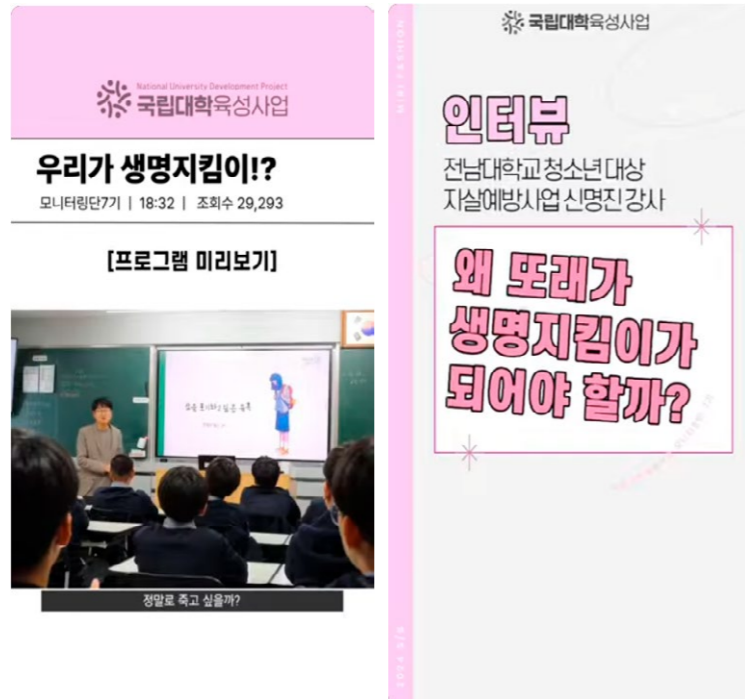 National University Development Project
국립대학육성사업
우리가 생명지킴이!?
모니터링단7기 | 18:32 | 조회수 29,293
[프로그램 미리보기]
정말로 죽고 싶을까?
국립대학육성사업
인터뷰
전남대학교 청소년 대상
자살예방사업 신명진 강사
왜 또래가
생명지킴이가
되어야 할까?